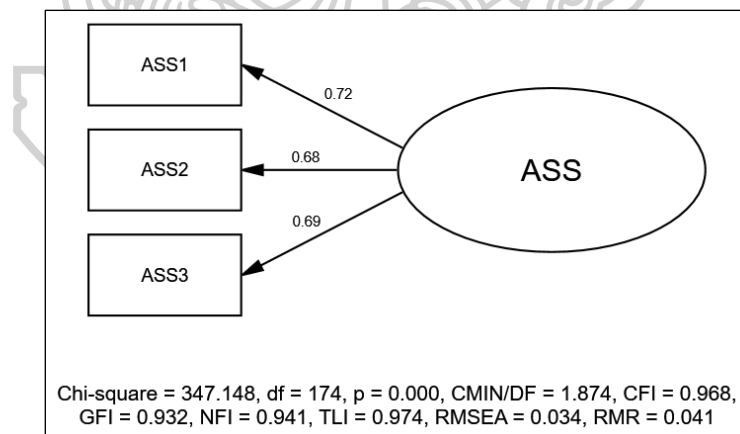 ASS1
0.72
ASS2
0.68
ASS
0.69
ASS3
Chi-square = 347.148, df = 174, p = 0.000, CMIN/DF = 1.874, CFI = 0.968,
GFI = 0.932, NFI = 0.941, TLI = 0.974, RMSEA = 0.034, RMR = 0.041